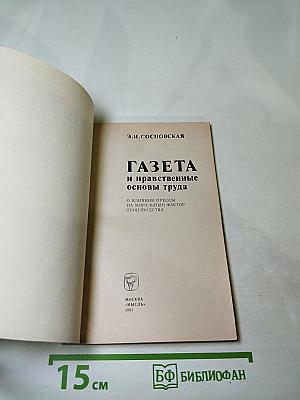 Э.И. СОСНОВСКАЯ
ГАЗЕТА
и нравственные
основы труда
О ВЛИЯНИИ ПРЕССЫ
НА МОРАЛЬНЫЙ ФАКТОР
ПРОИЗВОДСТВА
МОСКВА
«МЫСЛЬ»
15 см
БФ БИБЛИОФАН